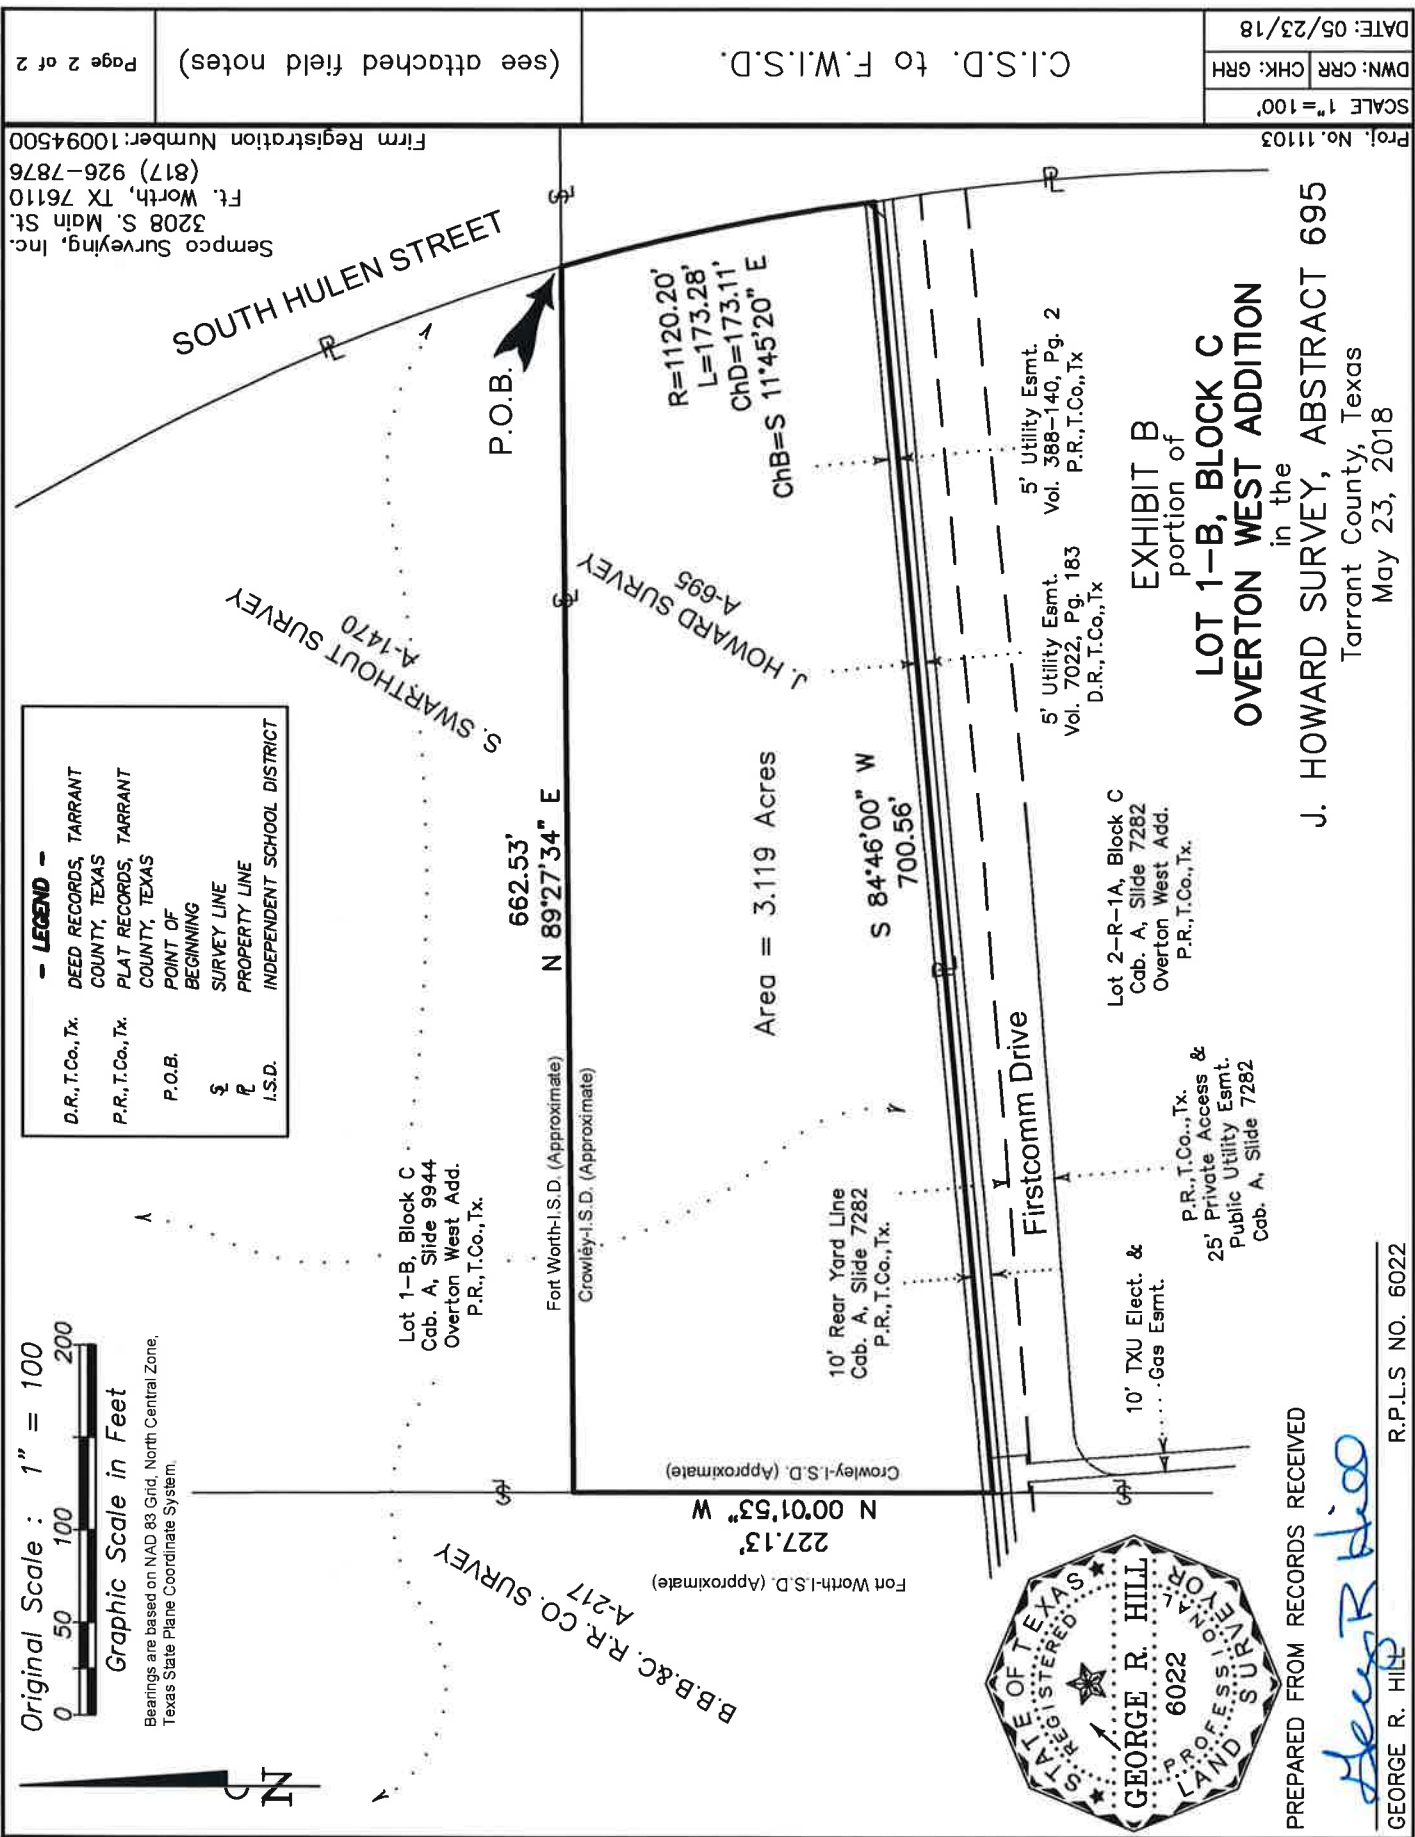 Original Scale : 1" = 100
0 50 100 200
Graphic Scale in Feet
Bearings are based on NAD 83 Grid, North Central Zone,
Texas State Plane Coordinate System.
N
- LEGEND -
D.R.,T.Co.,Tx. DEED RECORDS, TARRANT
COUNTY, TEXAS
P.R.,T.Co.,Tx. PLAT RECORDS, TARRANT
COUNTY, TEXAS
P.O.B. POINT OF
BEGINNING
SL SURVEY LINE
PL PROPERTY LINE
I.S.D. INDEPENDENT SCHOOL DISTRICT
SOUTH HULEN STREET
PL
P.O.B.
S. SWARTHOUT SURVEY
A-1470
Lot 1-B, Block C
Cab. A, Slide 9944
Overton West Add.
P.R.,T.Co.,Tx.
B.B.B.&C. R.R. CO. SURVEY
A-217
SL
662.53'
N 89°27'34" E
Fort Worth-I.S.D. (Approximate)
Crowley-I.S.D. (Approximate)
SL
SL
J. HOWARD SURVEY
A-695
R=1120.20'
L=173.28'
ChD=173.11'
ChB=S 11°45'20" E
Area = 3.119 Acres
Fort Worth-I.S.D. (Approximate)
227.13'
N 00°01'53" W
Crowley-I.S.D. (Approximate)
S 84°46'00" W
700.56'
PL
10' Rear Yard Line
Cab. A, Slide 7282
P.R.,T.Co.,Tx.
Firstcomm Drive
5' Utility Esmt.
Vol. 7022, Pg. 183
D.R.,T.Co.,Tx
5' Utility Esmt.
Vol. 388-140, Pg. 2
P.R.,T.Co.,Tx
PL
SL
10' TXU Elect. &
Gas Esmt.
P.R.,T.Co..,Tx.
25' Private Access &
Public Utility Esmt.
Cab. A, Slide 7282
Lot 2-R-1A, Block C
Cab. A, Slide 7282
Overton West Add.
P.R.,T.Co.,Tx.
EXHIBIT B
portion of
LOT 1-B, BLOCK C
OVERTON WEST ADDITION
in the
J. HOWARD SURVEY, ABSTRACT 695
Tarrant County, Texas
May 23, 2018
STATE OF TEXAS
REGISTERED
GEORGE R. HILL
6022
PROFESSIONAL
LAND SURVEYOR
PREPARED FROM RECORDS RECEIVED
George R Hill
GEORGE R. HILL R.P.L.S NO. 6022
Sempco Surveying, Inc.
3208 S. Main St.
Ft. Worth, TX 76110
(817) 926-7876
Firm Registration Number:10094500
Proj. No. 11103
SCALE 1"=100'
DWN: CRR CHK: GRH
DATE: 05/23/18
C.I.S.D. to F.W.I.S.D.
(see attached field notes)
Page 2 of 2